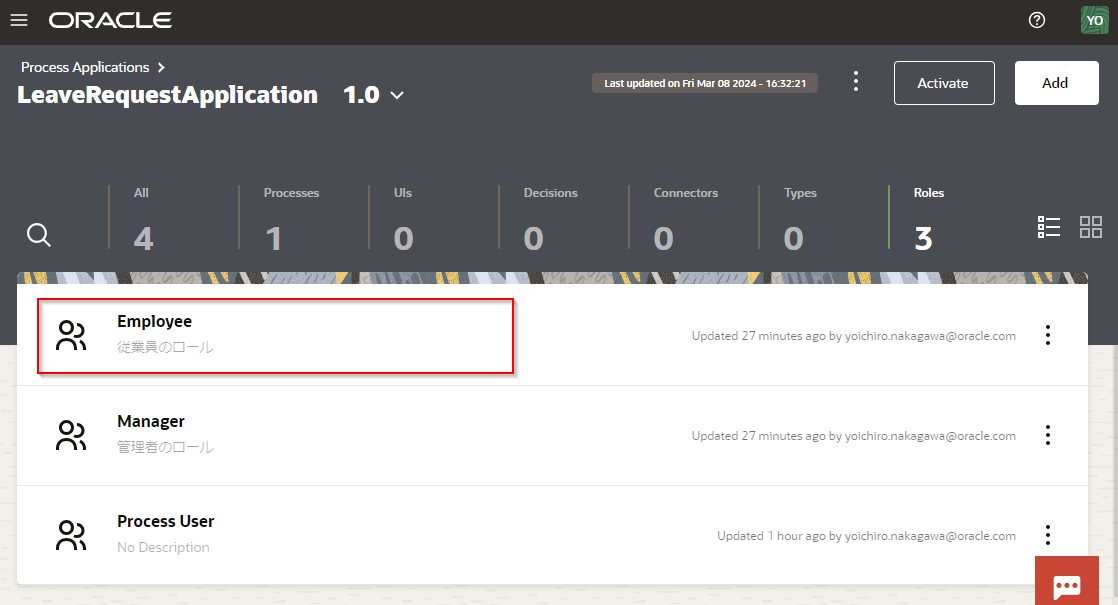 ORACLE
YO
Process Applications
LeaveRequestApplication 1.0
Last updated on Fri Mar 08 2024 - 16:32:21
Activate
Add
All
4
Processes
1
UIs
0
Decisions
0
Connectors
0
Types
0
Roles
3
Employee
従業員のロール
Updated 27 minutes ago by yoichiro.nakagawa@oracle.com
Manager
管理者のロール
Updated 27 minutes ago by yoichiro.nakagawa@oracle.com
Process User
No Description
Updated 1 hour ago by yoichiro.nakagawa@oracle.com